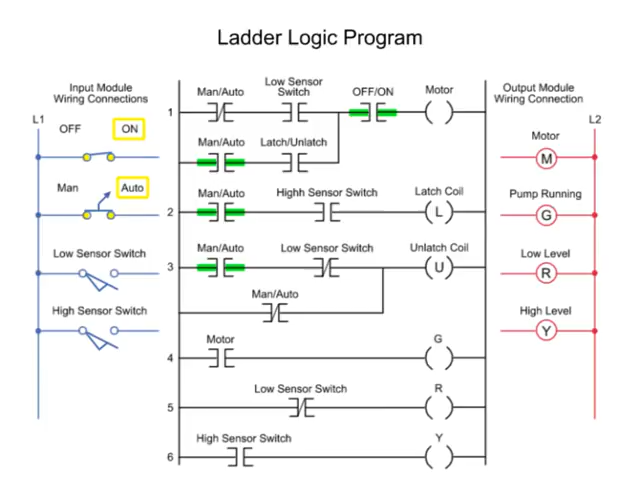 Ladder Logic Program
Input Module
Wiring Connections
L1
OFF ON
Man Auto
Low Sensor Switch
High Sensor Switch
1
Man/Auto
Low Sensor
Switch
OFF/ON
Motor
Man/Auto
Latch/Unlatch
2
Man/Auto
Highh Sensor Switch
Latch Coil
L
3
Man/Auto
Low Sensor Switch
Unlatch Coil
U
Man/Auto
4
Motor
G
5
Low Sensor Switch
R
6
High Sensor Switch
Y
Output Module
Wiring Connection
L2
Motor
M
Pump Running
G
Low Level
R
High Level
Y